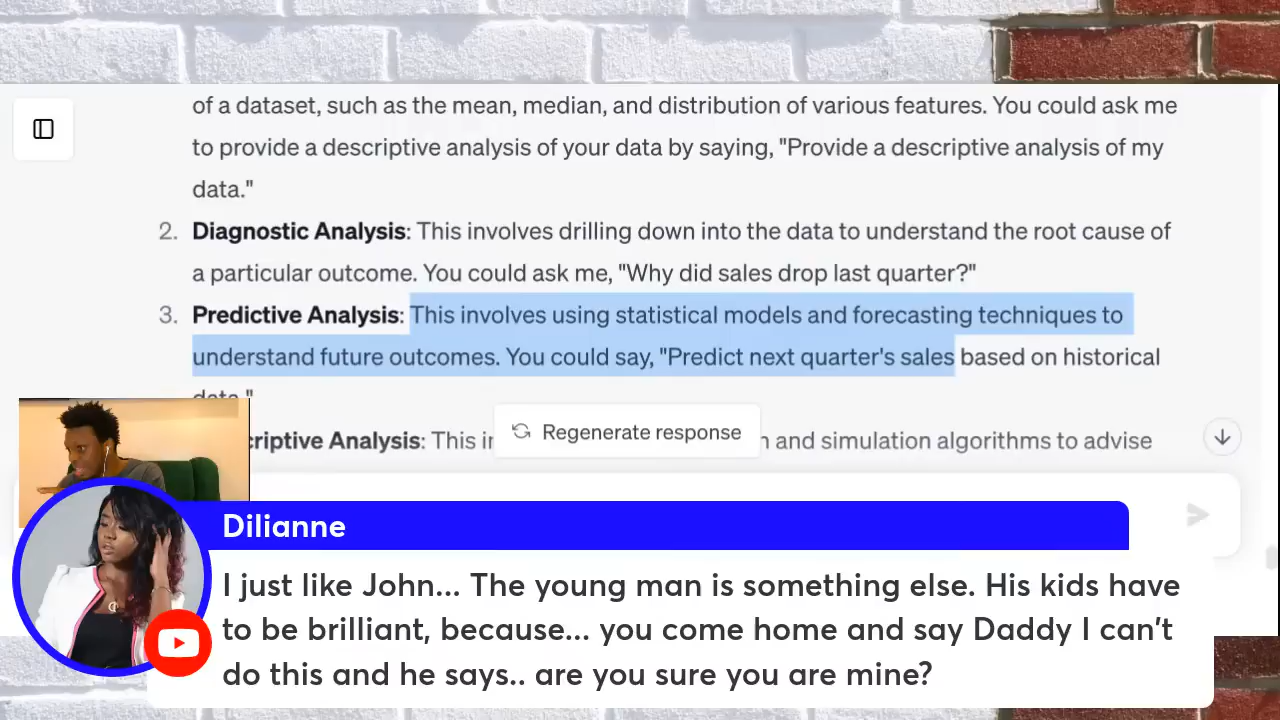 of a dataset, such as the mean, median, and distribution of various features. You could ask me
to provide a descriptive analysis of your data by saying, "Provide a descriptive analysis of my
data."
2. Diagnostic Analysis: This involves drilling down into the data to understand the root cause of
a particular outcome. You could ask me, "Why did sales drop last quarter?"
3. Predictive Analysis: This involves using statistical models and forecasting techniques to
understand future outcomes. You could say, "Predict next quarter's sales based on historical
data."
criptive Analysis: This in
Regenerate response
and simulation algorithms to advise
Dilianne
I just like John... The young man is something else. His kids have
to be brilliant, because... you come home and say Daddy I can't
do this and he says.. are you sure you are mine?